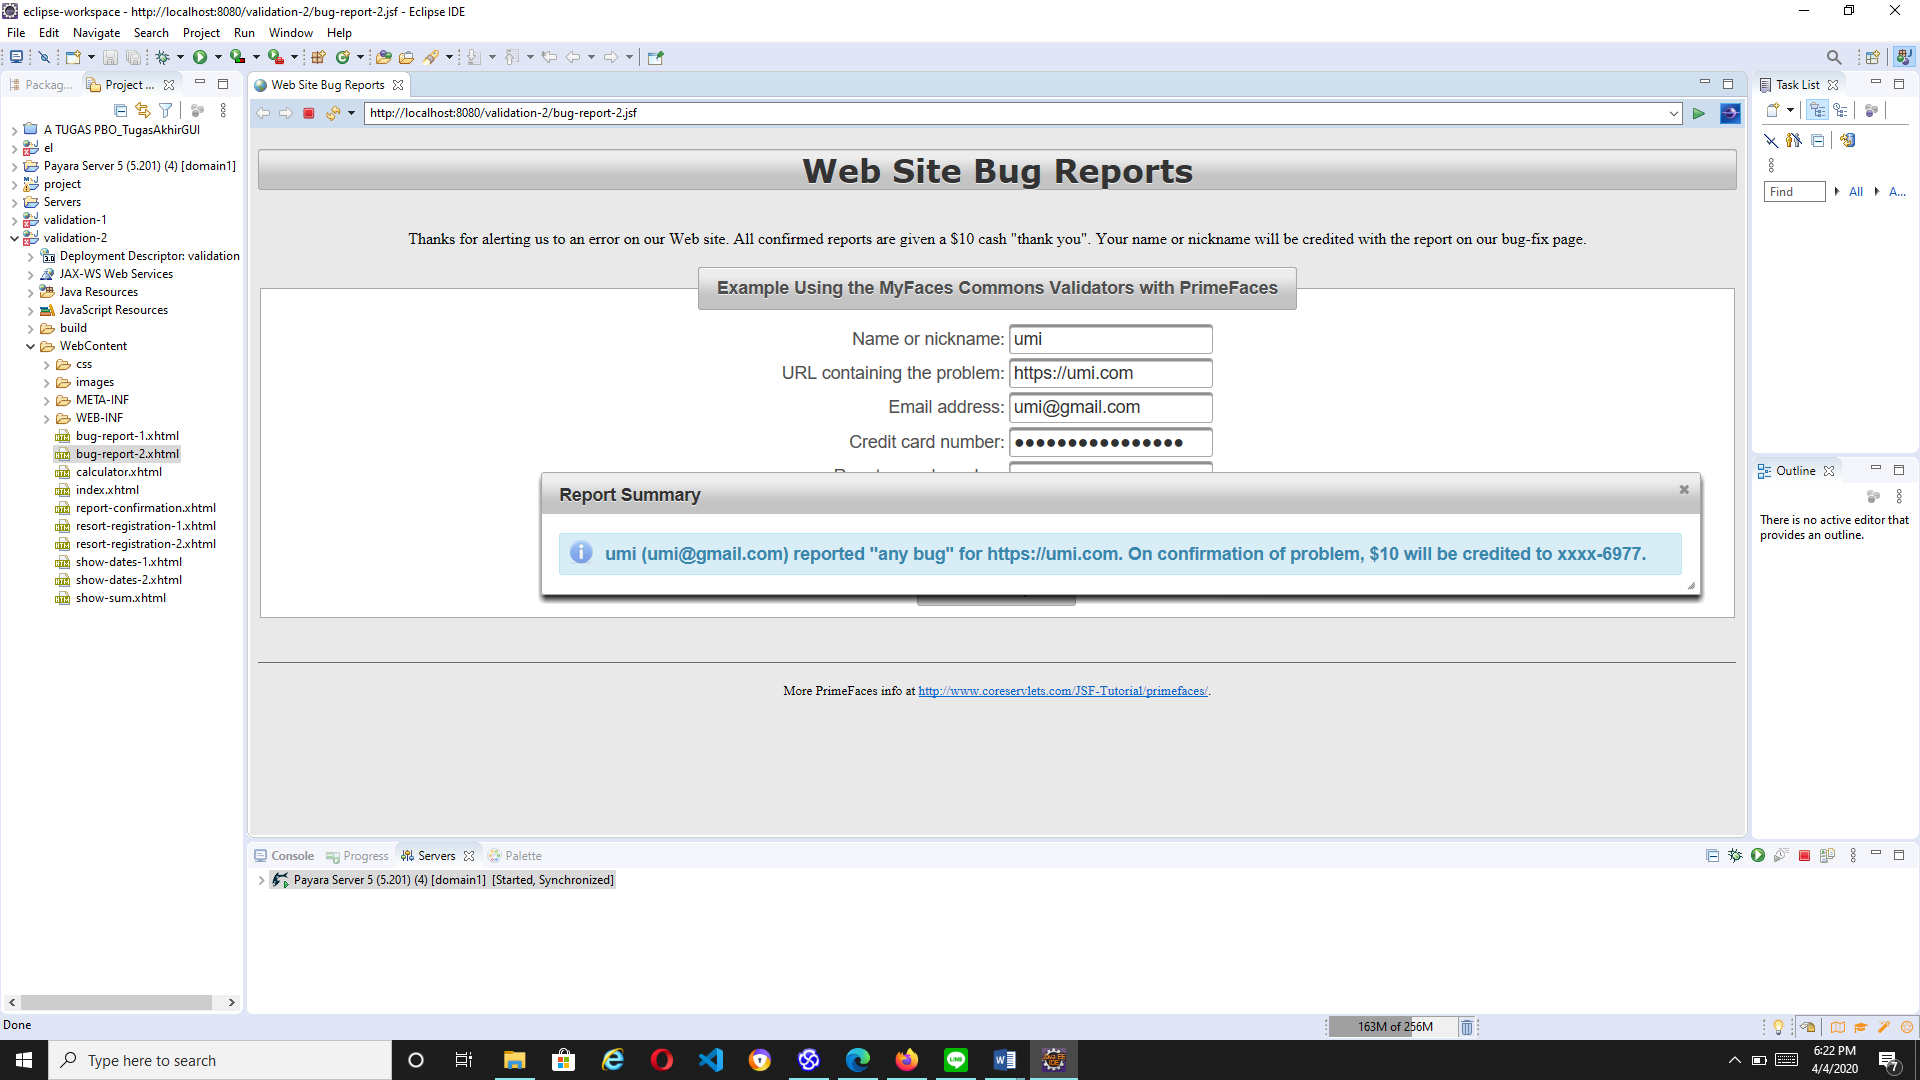 eclipse-workspace - http://localhost:8080/validation-2/bug-report-2.jsf - Eclipse IDE
File Edit Navigate Search Project Run Window Help
Packag... Project ...
A TUGAS PBO_TugasAkhirGUI
el
Payara Server 5 (5.201) (4) [domain1]
project
Servers
validation-1
validation-2
Deployment Descriptor: validation
JAX-WS Web Services
Java Resources
JavaScript Resources
build
WebContent
css
images
META-INF
WEB-INF
bug-report-1.xhtml
bug-report-2.xhtml
calculator.xhtml
index.xhtml
report-confirmation.xhtml
resort-registration-1.xhtml
resort-registration-2.xhtml
show-dates-1.xhtml
show-dates-2.xhtml
show-sum.xhtml
Web Site Bug Reports
http://localhost:8080/validation-2/bug-report-2.jsf
Web Site Bug Reports
Thanks for alerting us to an error on our Web site. All confirmed reports are given a $10 cash "thank you". Your name or nickname will be credited with the report on our bug-fix page.
Example Using the MyFaces Commons Validators with PrimeFaces
Name or nickname: umi
URL containing the problem: https://umi.com
Email address: umi@gmail.com
Credit card number: ●●●●●●●●●●●●●●●●
Report Summary
umi (umi@gmail.com) reported "any bug" for https://umi.com. On confirmation of problem, $10 will be credited to xxxx-6977.
More PrimeFaces info at http://www.coreservlets.com/JSF-Tutorial/primefaces/.
Task List
Find All A...
Outline
There is no active editor that
provides an outline.
Console Progress Servers Palette
Payara Server 5 (5.201) (4) [domain1] [Started, Synchronized]
Done
163M of 256M
Type here to search
6:22 PM
4/4/2020
7